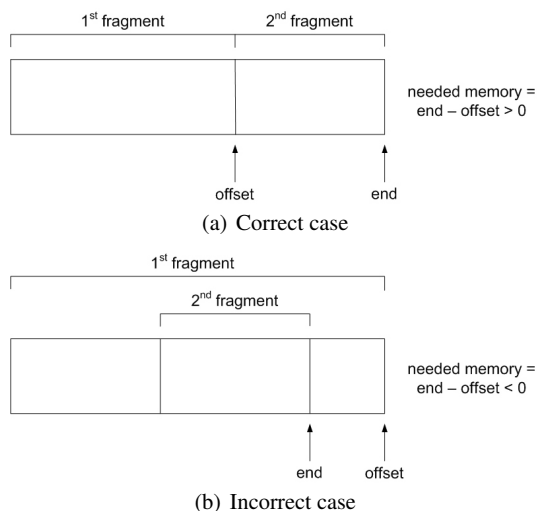 1st fragment 2nd fragment
needed memory =
end – offset > 0
offset end
(a) Correct case
1st fragment
2nd fragment
needed memory =
end – offset < 0
end offset
(b) Incorrect case